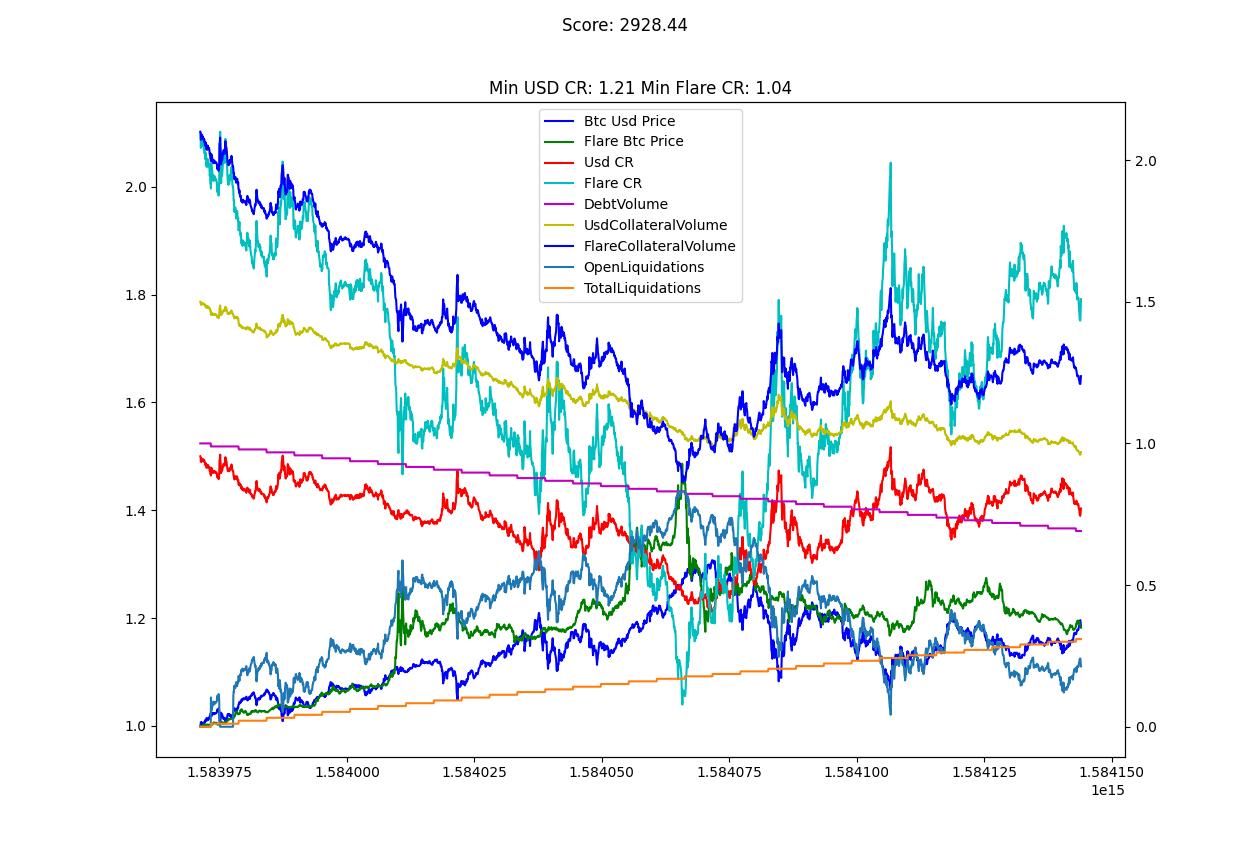 Score: 2928.44
Min USD CR: 1.21 Min Flare CR: 1.04
Btc Usd Price
Flare Btc Price
Usd CR
Flare CR
DebtVolume
UsdCollateralVolume
FlareCollateralVolume
OpenLiquidations
TotalLiquidations
2.0
1.8
1.6
1.4
1.2
1.0
2.0
1.5
1.0
0.5
0.0
1.583975 1.584000 1.584025 1.584050 1.584075 1.584100 1.584125 1.584150
1e15